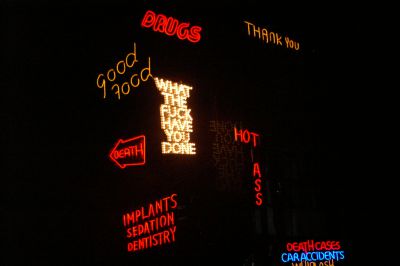 DRUGS
THANK YOU
good
food
WHAT
THE
FUCK
HAVE
YOU
DONE
HOT
ASS
DEATH
IMPLANTS
SEDATION
DENTISTRY
DEATH CASES
CAR ACCIDENTS
WHIPLASH